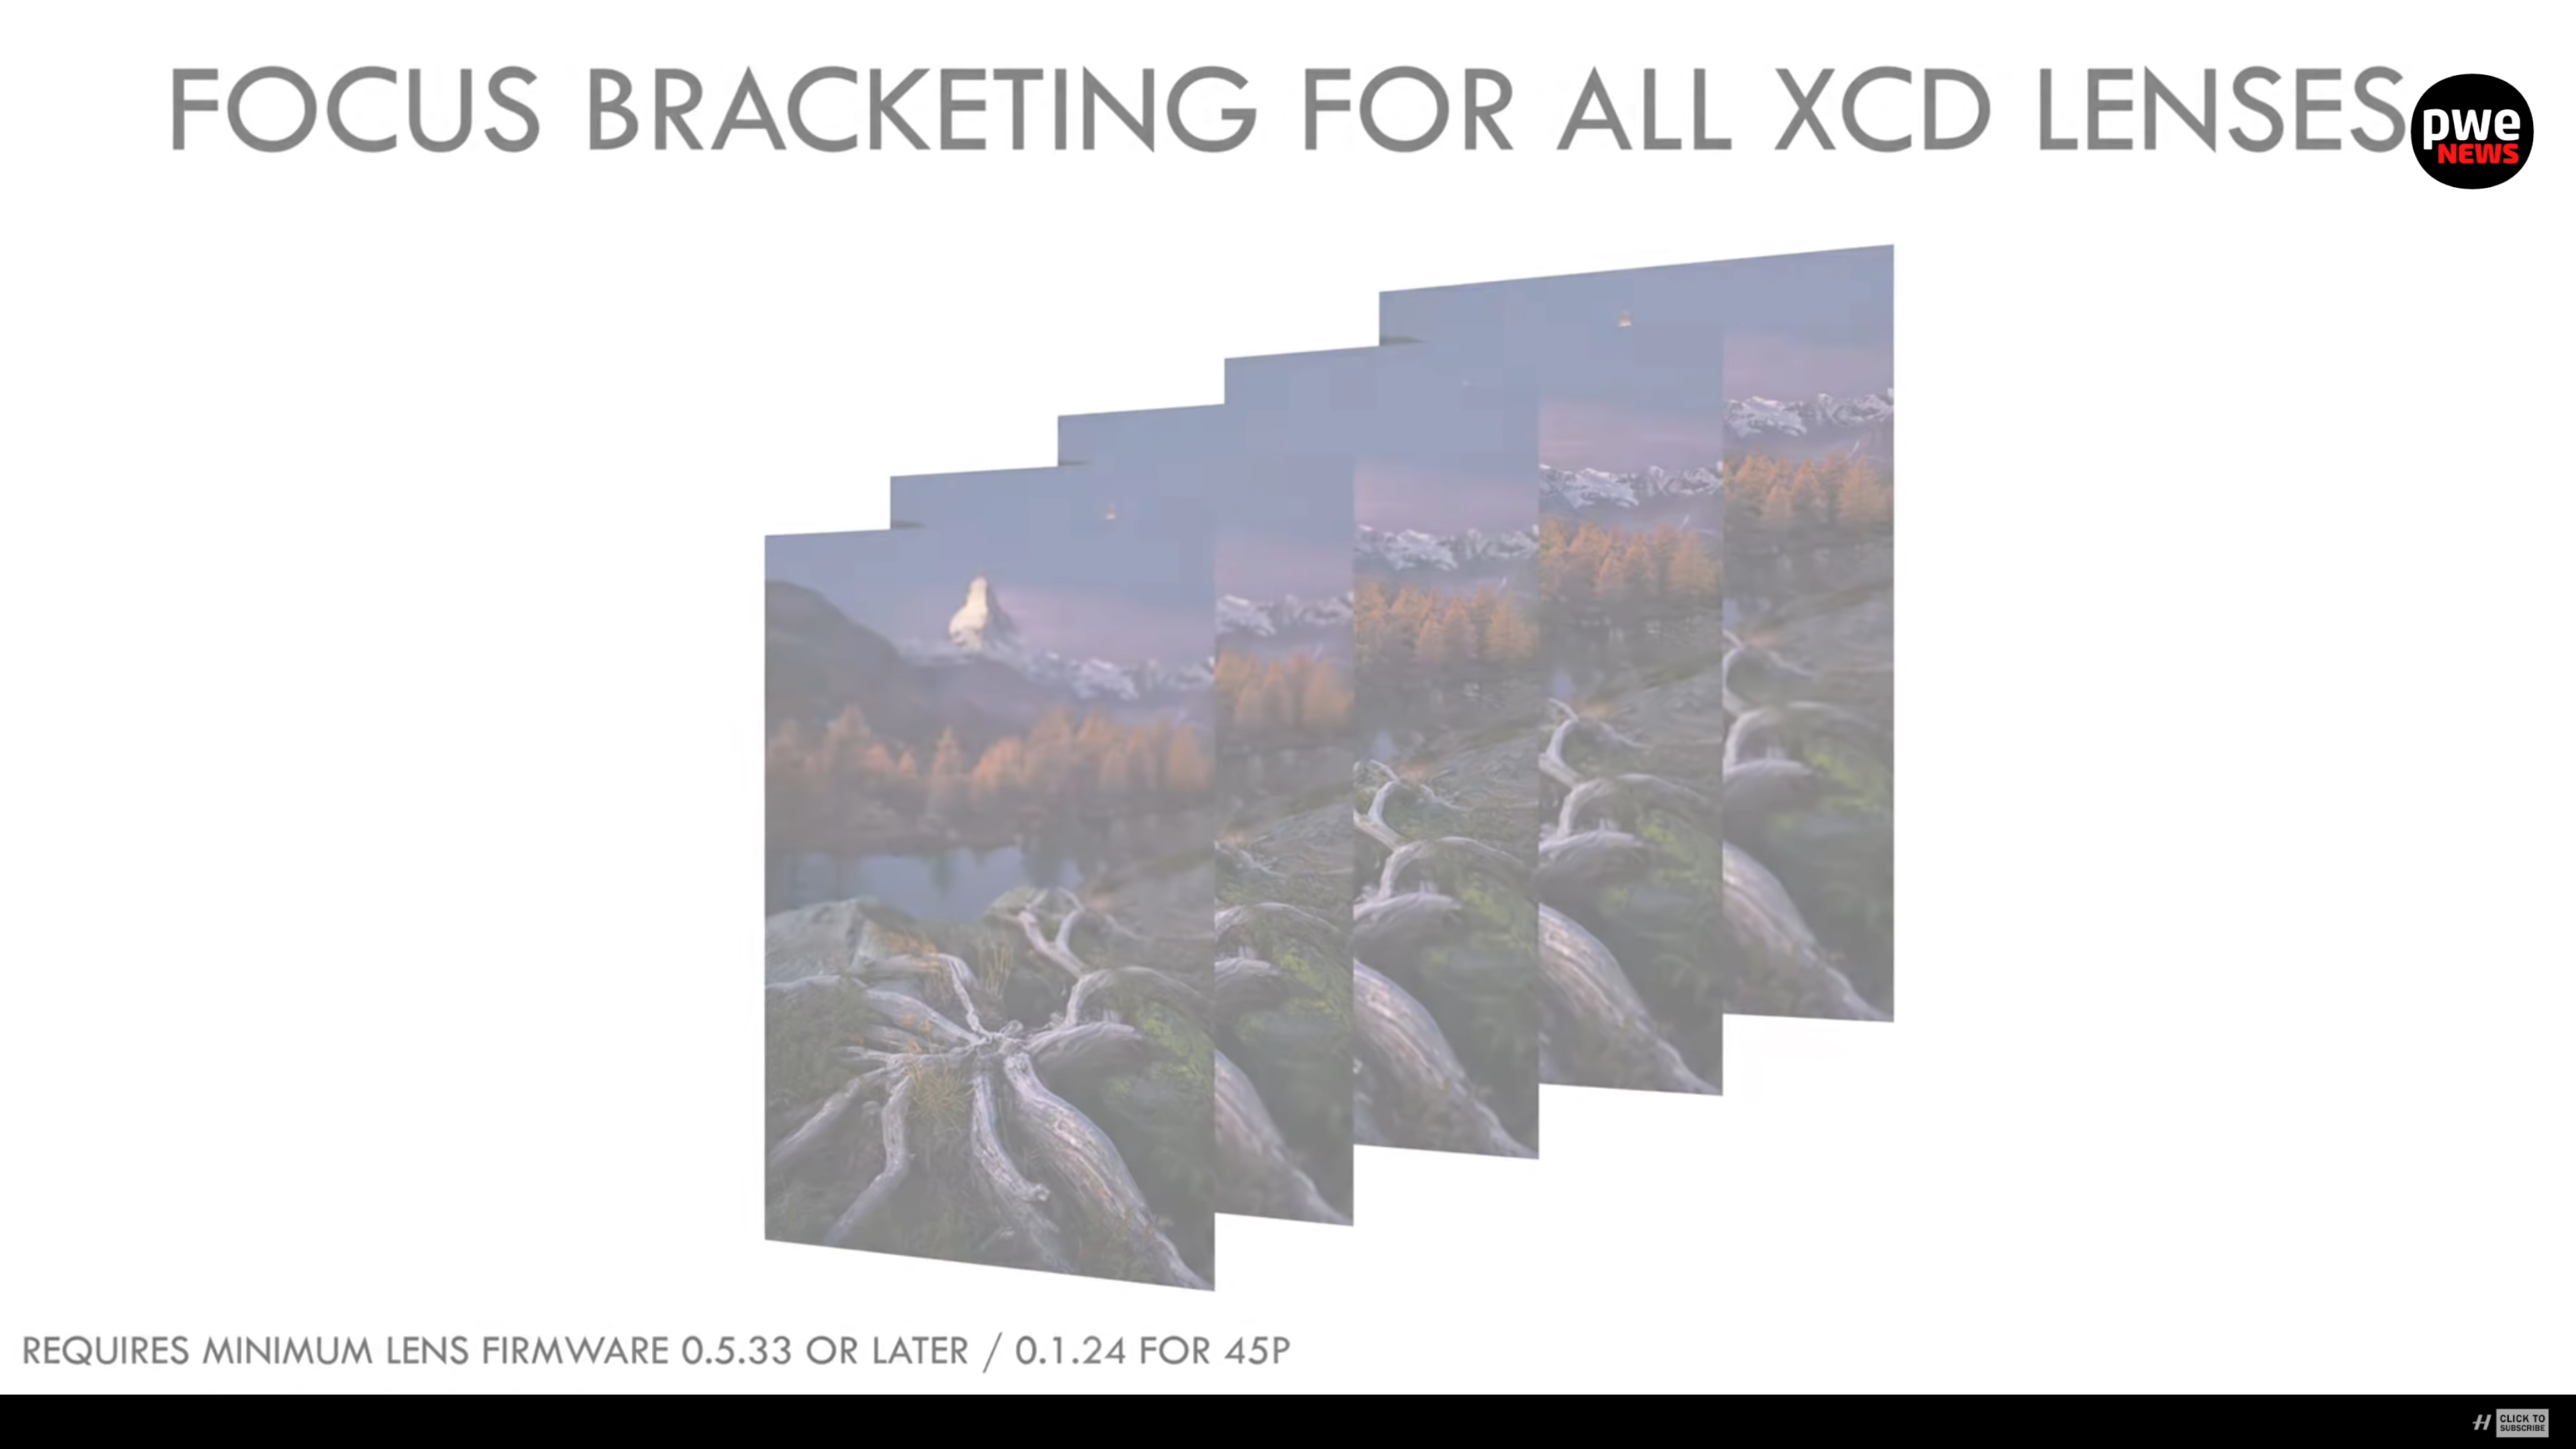 FOCUS BRACKETING FOR ALL XCD LENSES
pwe
NEWS
REQUIRES MINIMUM LENS FIRMWARE 0.5.33 OR LATER / 0.1.24 FOR 45P
H
CLICK TO
SUBSCRIBE